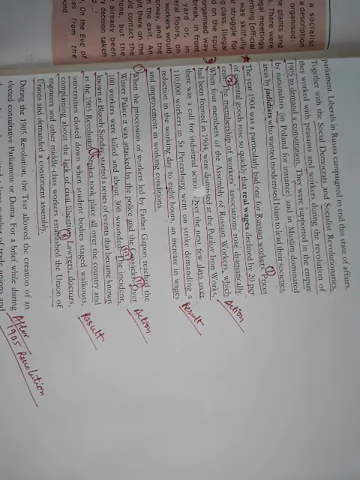 parliament. Liberals in Russia campaigned to end this state of affairs.
Together with the Social Democrats and Socialist Revolutionaries,
they worked with peasants and workers during the revolution of
1905 to demand a constitution. They were supported in the empire
by nationalists (in Poland for instance) and in Muslim-dominated
areas by jadidists who wanted modernised Islam to lead their societies.
The year 1904 was a particularly bad one for Russian workers. Prices
of essential goods rose so quickly that real wages declined by 20 per
cent. The membership of workers' associations rose dramatically.
When four members of the Assembly of Russian Workers, which
had been formed in 1904, were dismissed at the Putilov Iron Works,
there was a call for industrial action. Over the next few days over
110,000 workers in St Petersburg went on strike demanding a
reduction in the working day to eight hours, an increase in wages
and improvement in working conditions.
Action
Result
When the procession of workers led by Father Gapon reached the
Winter Palace it was attacked by the police and the Cossacks. Over
100 workers were killed and about 300 wounded. The incident,
known as Bloody Sunday, started a series of events that became known
as the 1905 Revolution. Strikes took place all over the country and
universities closed down when student bodies staged walkouts,
complaining about the lack of civil liberties. Lawyers, doctors,
engineers and other middle-class workers established the Union of
Unions and demanded a constituent assembly.
Action
Result
During the 1905 Revolution, the Tsar allowed the creation of an
elected consultative Parliament or Duma. For a brief while during
After 1905 Revolution
a socialist
a description
organised